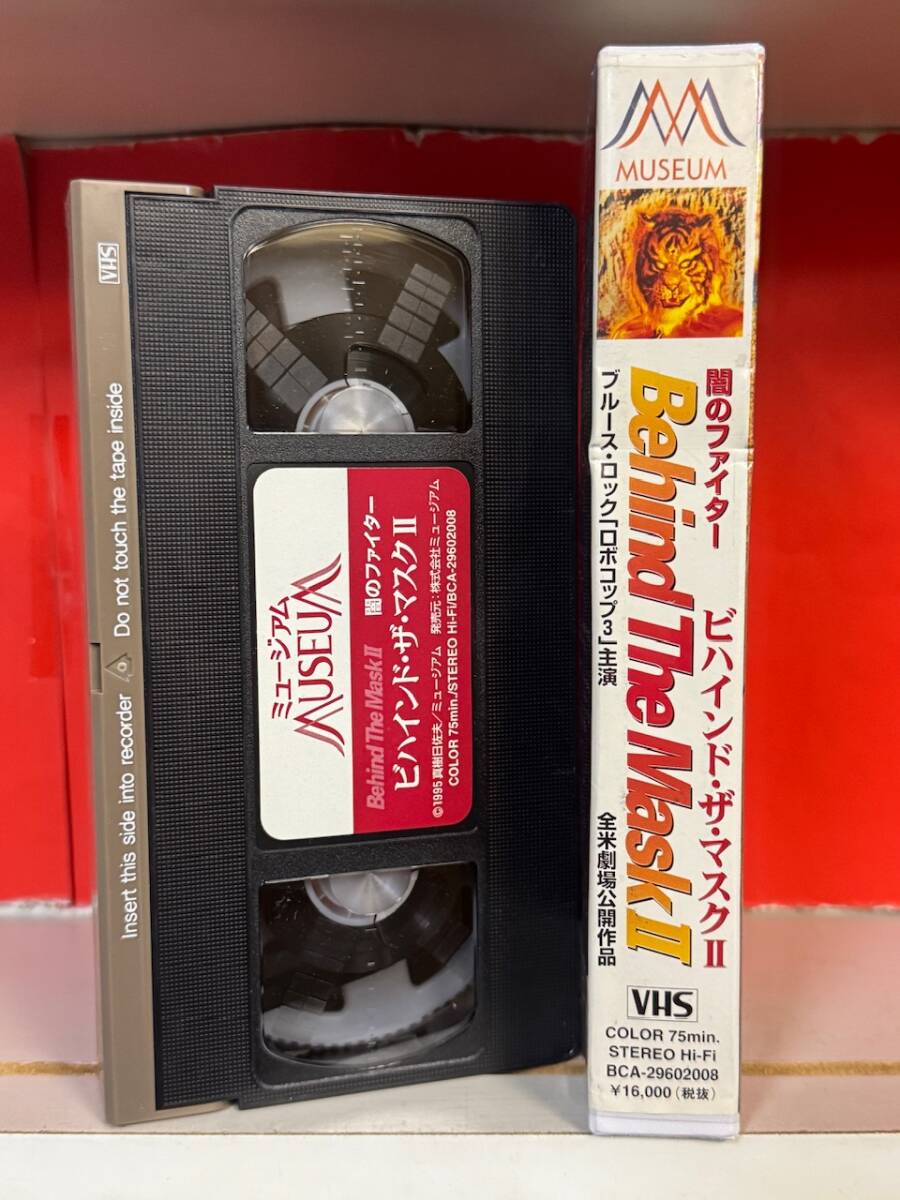 VHS
Insert this side into recorder Do not touch the tape inside
ミュージアム
MUSEUM
Behind The Mask II 闇のファイター
ビハインド・ザ・マスクII
©1995 真樹日佐夫/ミュージアム 発売元:株式会社ミュージアム
COLOR 75min./STEREO Hi-Fi/BCA-29602008
MUSEUM
闇のファイター ビハインド・ザ・マスクII
Behind The Mask II
ブルース・ロック「ロボコップ3」主演 全米劇場公開作品
VHS
COLOR 75min.
STEREO Hi-Fi
BCA-29602008
¥16,000(税抜)